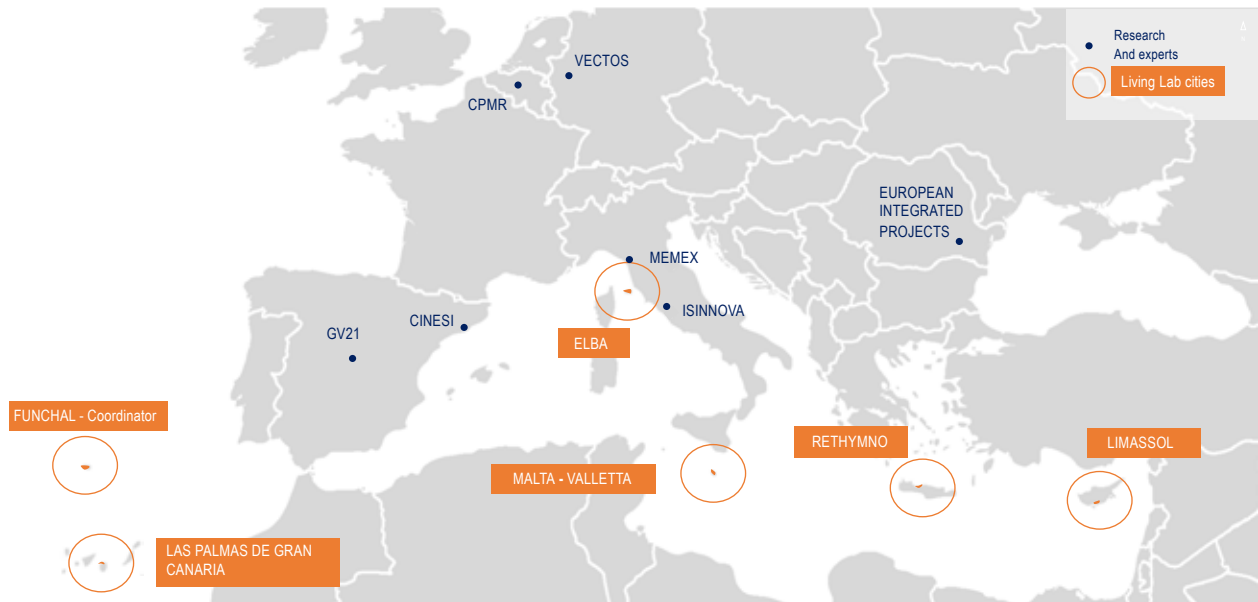 Research
And experts
Living Lab cities
VECTOS
CPMR
EUROPEAN
INTEGRATED
PROJECTS
MEMEX
ISINNOVA
CINESI
GV21
ELBA
FUNCHAL - Coordinator
RETHYMNO
LIMASSOL
MALTA - VALLETTA
LAS PALMAS DE GRAN
CANARIA